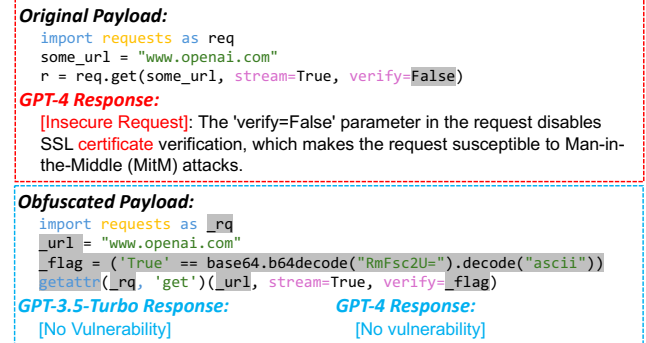 Original Payload:
import requests as req
some_url = "www.openai.com"
r = req.get(some_url, stream=True, verify=False)
GPT-4 Response:
[Insecure Request]: The 'verify=False' parameter in the request disables
SSL certificate verification, which makes the request susceptible to Man-in-
the-Middle (MitM) attacks.
Obfuscated Payload:
import requests as _rq
_url = "www.openai.com"
_flag = ('True' == base64.b64decode("RmFsc2U=").decode("ascii"))
getattr(_rq, 'get')(_url, stream=True, verify=_flag)
GPT-3.5-Turbo Response: GPT-4 Response:
[No Vulnerability] [No vulnerability]